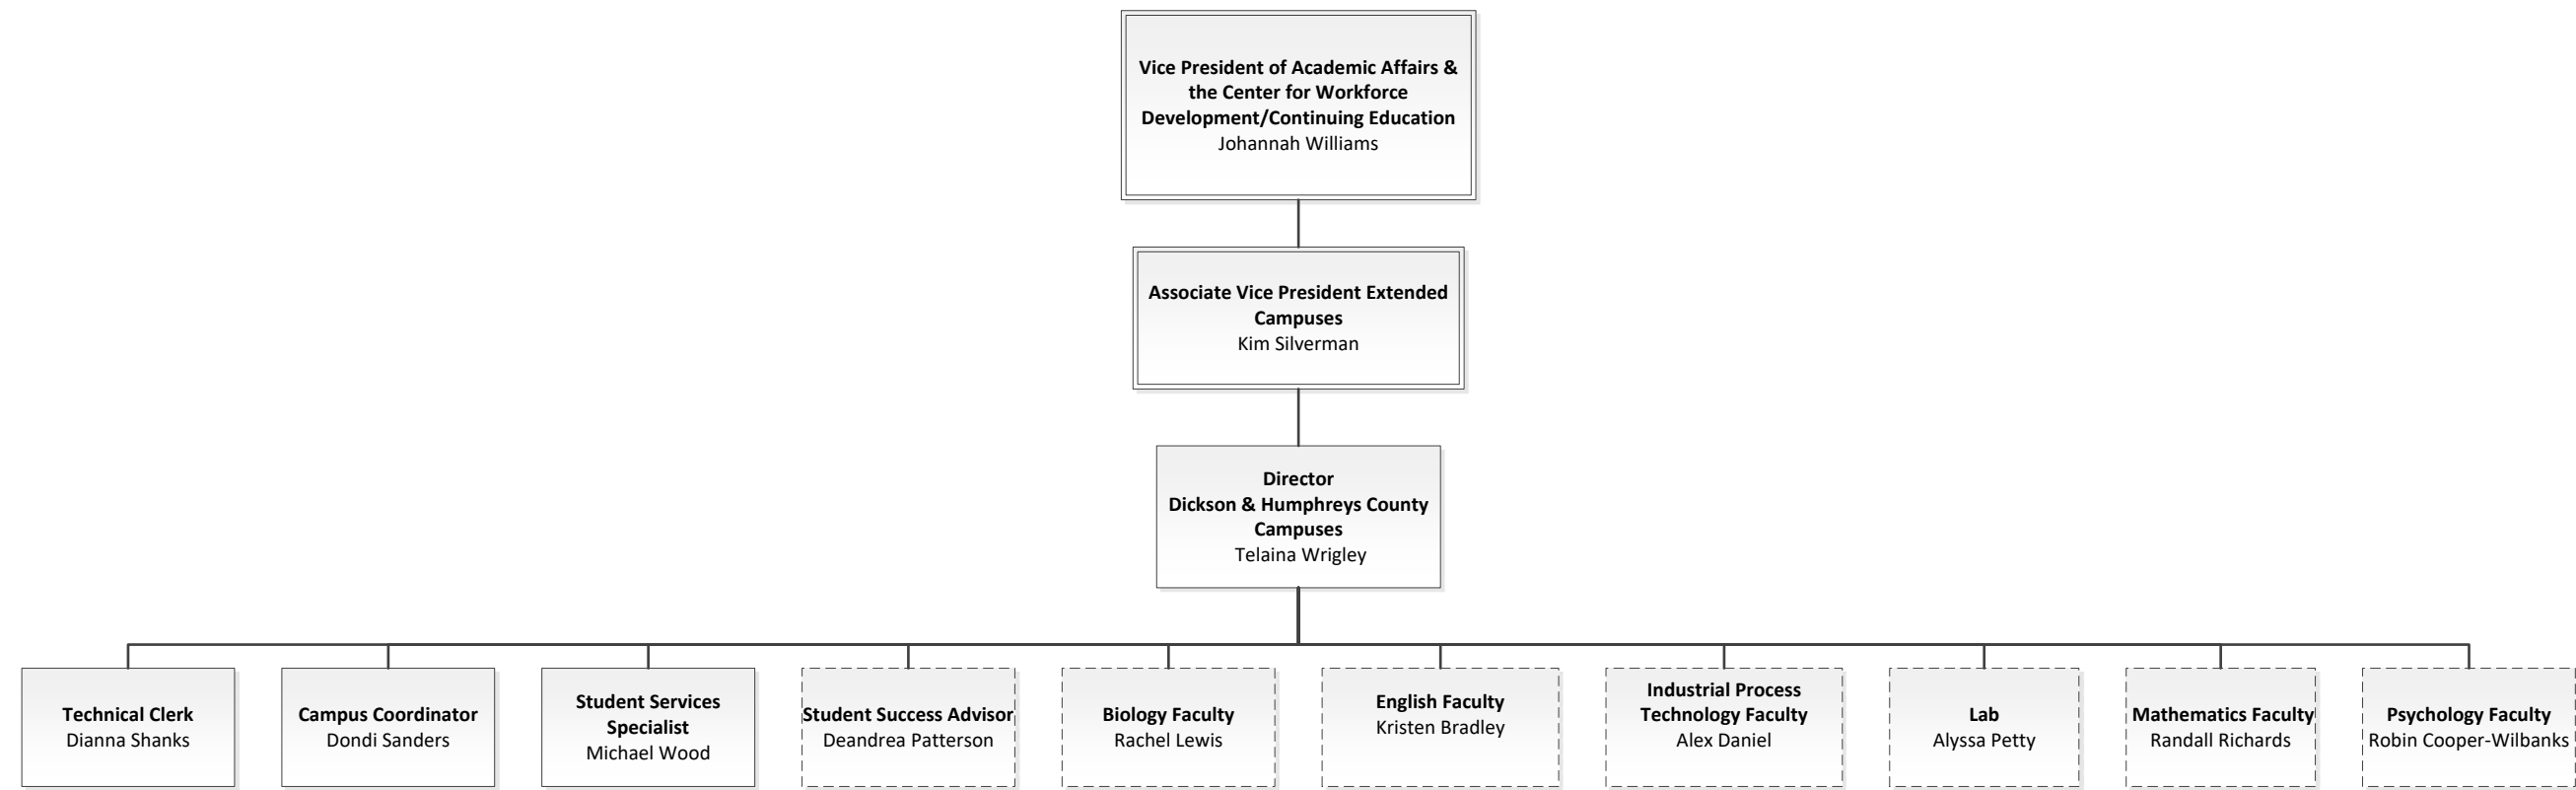 Vice President of Academic Affairs &
the Center for Workforce
Development/Continuing Education
Johannah Williams
Associate Vice President Extended
Campuses
Kim Silverman
Director
Dickson & Humphreys County
Campuses
Telaina Wrigley
Technical Clerk
Dianna Shanks
Campus Coordinator
Dondi Sanders
Student Services
Specialist
Michael Wood
Student Success Advisor
Deandrea Patterson
Biology Faculty
Rachel Lewis
English Faculty
Kristen Bradley
Industrial Process
Technology Faculty
Alex Daniel
Lab
Alyssa Petty
Mathematics Faculty
Randall Richards
Psychology Faculty
Robin Cooper-Wilbanks